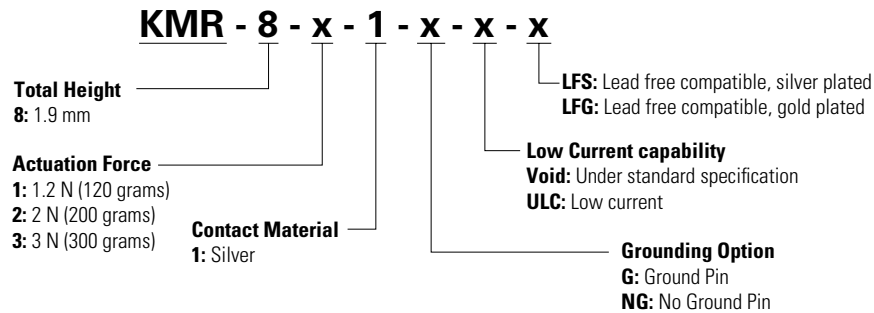 KMR - 8 - x - 1 - x - x - x
Total Height
8: 1.9 mm
Actuation Force
1: 1.2 N (120 grams)
2: 2 N (200 grams)
3: 3 N (300 grams)
Contact Material
1: Silver
LFS: Lead free compatible, silver plated
LFG: Lead free compatible, gold plated
Low Current capability
Void: Under standard specification
ULC: Low current
Grounding Option
G: Ground Pin
NG: No Ground Pin